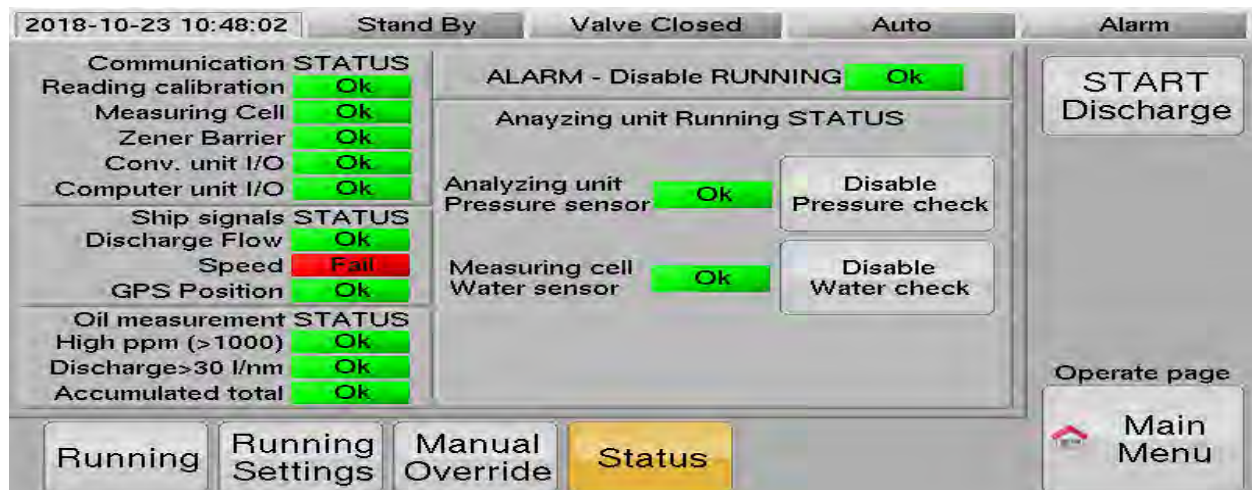 2018-10-23 10:48:02 Stand By Valve Closed Auto Alarm
Communication STATUS
Reading calibration Ok
Measuring Cell Ok
Zener Barrier Ok
Conv. unit I/O Ok
Computer unit I/O Ok
Ship signals STATUS
Discharge Flow Ok
Speed Fail
GPS Position Ok
Oil measurement STATUS
High ppm (>1000) Ok
Discharge>30 l/nm Ok
Accumulated total Ok
ALARM - Disable RUNNING Ok
Anayzing unit Running STATUS
Analyzing unit
Pressure sensor Ok
Disable
Pressure check
Measuring cell
Water sensor Ok
Disable
Water check
START
Discharge
Operate page
Main
Menu
Running
Running
Settings
Manual
Override
Status